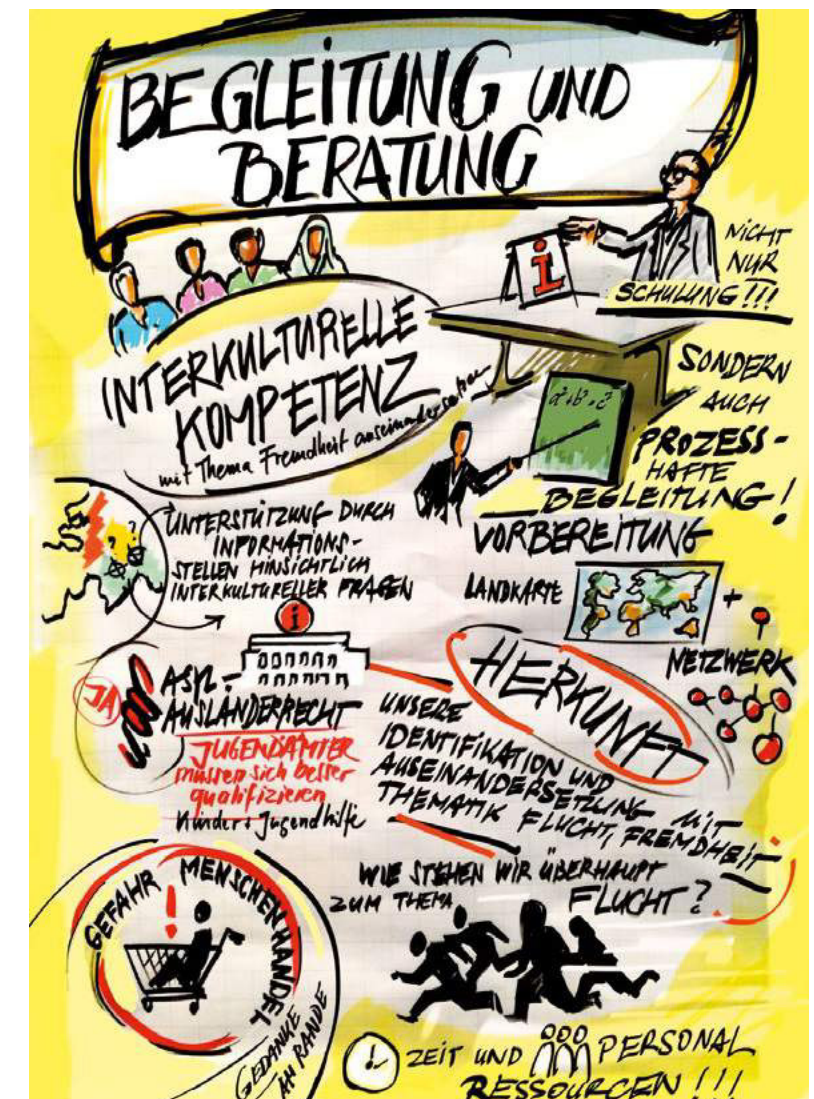 BEGLEITUNG UND
BERATUNG
NICHT
NUR
SCHULUNG!!!
i
SONDERN
AUCH
PROZESS-
HAFTE
BEGLEITUNG!
INTERKULTURELLE
KOMPETENZ
mit Thema Fremdheit auseinandersetzen
a²+b²=c²
UNTERSTÜTZUNG DURCH
INFORMATIONS-
STELLEN HINSICHTLICH
INTERKULTURELLER FRAGEN
? ?
VORBEREITUNG
LANDKARTE
+
NETZWERK
i
HERKUNFT
JA
ASYL-
AUSLÄNDERRECHT
JUGENDÄMTER
müssen sich besser
qualifizieren
Kinder + Jugendhilfe
UNSERE
IDENTIFIKATION UND
AUSEINANDERSETZUNG MIT
THEMATIK FLUCHT, FREMDHEIT
WIE STEHEN WIR ÜBERHAUPT
ZUM THEMA FLUCHT?
GEFAHR MENSCHENHANDEL
!
GEDANKE
AM RANDE
ZEIT UND PERSONAL
RESSOURCEN!!!